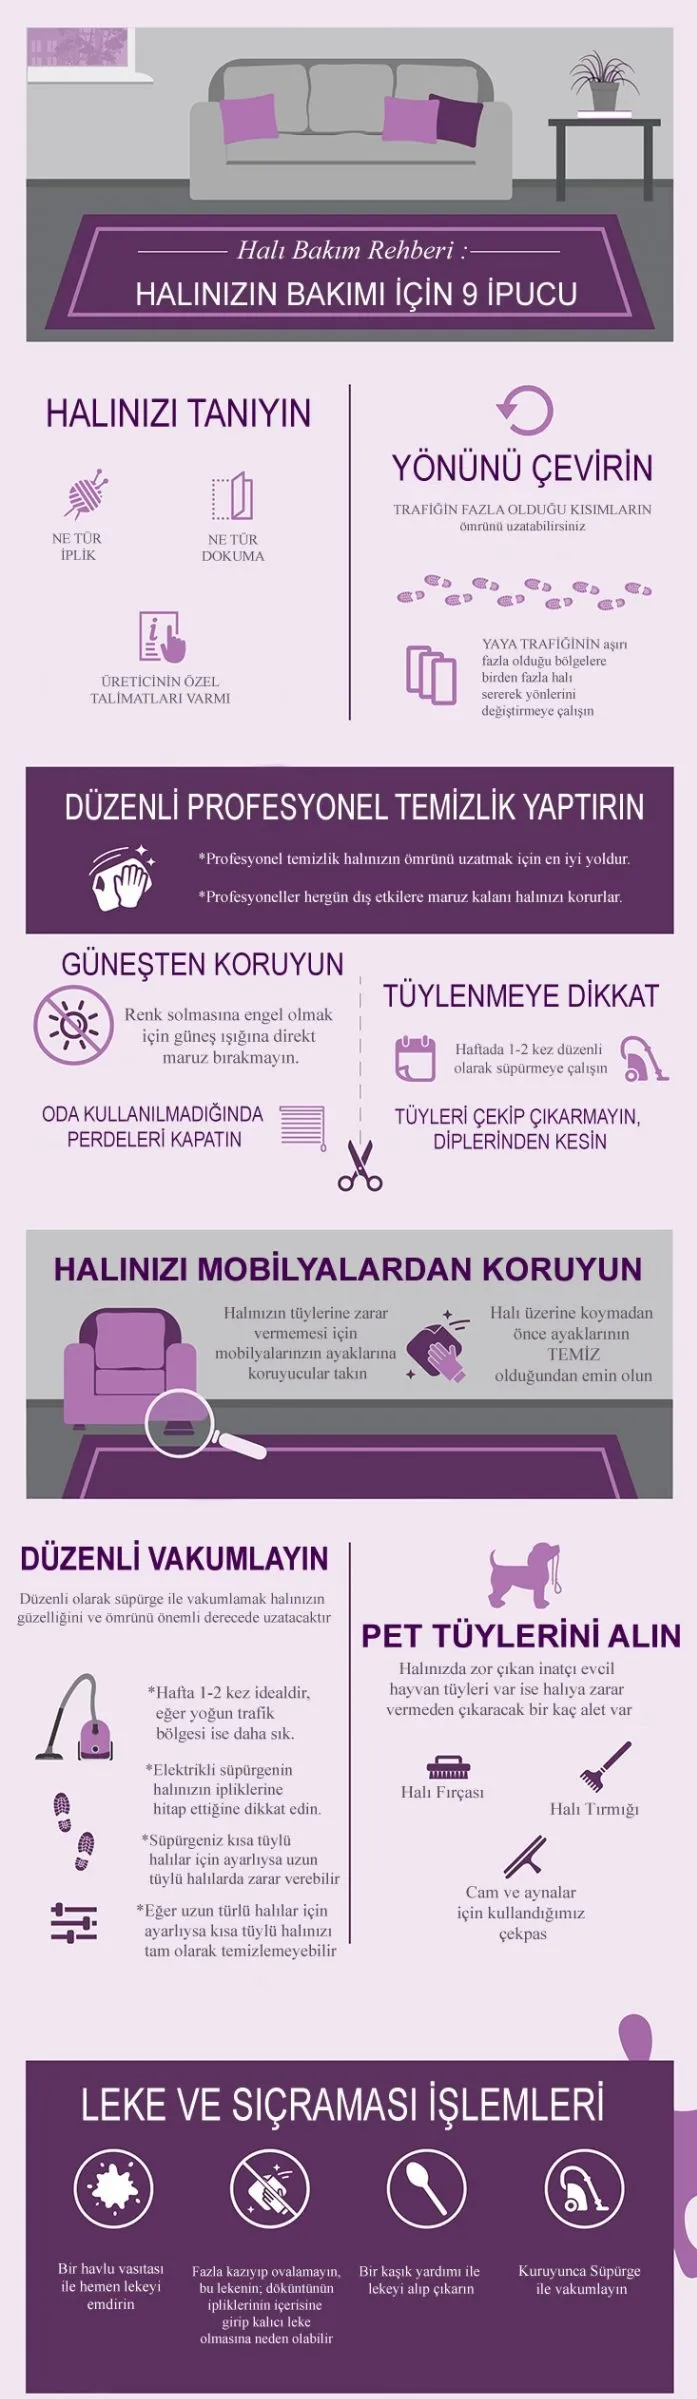 Halı Bakım Rehberi :
HALINIZIN BAKIMI İÇİN 9 İPUCU
HALINIZI TANIYIN
NE TÜR
İPLİK
NE TÜR
DOKUMA
ÜRETİCİNİN ÖZEL
TALİMATLARI VARMI
YÖNÜNÜ ÇEVİRİN
TRAFİĞİN FAZLA OLDUĞU KISIMLARIN
ömrünü uzatabilirsiniz
YAYA TRAFİĞİNİN aşırı
fazla olduğu bölgelere
birden fazla halı
sererek yönlerini
değiştirmeye çalışın
DÜZENLİ PROFESYONEL TEMİZLİK YAPTIRIN
*Profesyonel temizlik halınızın ömrünü uzatmak için en iyi yoldur.
*Profesyoneller hergün dış etkilere maruz kalanı halınızı korurlar.
GÜNEŞTEN KORUYUN
Renk solmasına engel olmak
için güneş ışığına direkt
maruz bırakmayın.
ODA KULLANILMADIĞINDA
PERDELERİ KAPATIN
TÜYLENMEYE DİKKAT
Haftada 1-2 kez düzenli
olarak süpürmeye çalışın
TÜYLERİ ÇEKİP ÇIKARMAYIN,
DİPLERİNDEN KESİN
HALINIZI MOBİLYALARDAN KORUYUN
Halınızın tüylerine zarar
vermemesi için
mobilyalarınzın ayaklarına
koruyucular takın
Halı üzerine koymadan
önce ayaklarının
TEMİZ
olduğundan emin olun
DÜZENLİ VAKUMLAYIN
Düzenli olarak süpürge ile vakumlamak halınızın
güzelliğini ve ömrünü önemli derecede uzatacaktır
*Hafta 1-2 kez idealdir,
eğer yoğun trafik
bölgesi ise daha sık.
*Elektrikli süpürgenin
halınızın ipliklerine
hitap ettiğine dikkat edin.
*Süpürgeniz kısa tüylü
halılar için ayarlıysa uzun
tüylü halılarda zarar verebilir
*Eğer uzun türlü halılar için
ayarlıysa kısa tüylü halınızı
tam olarak temizlemeyebilir
PET TÜYLERİNİ ALIN
Halınızda zor çıkan inatçı evcil
hayvan tüyleri var ise halıya zarar
vermeden çıkaracak bir kaç alet var
Halı Fırçası
Halı Tırmığı
Cam ve aynalar
için kullandığımız
çekpas
LEKE VE SIÇRAMASI İŞLEMLERİ
Bir havlu vasıtası
ile hemen lekeyi
emdirin
Fazla kazıyıp ovalamayın,
bu lekenin; döküntünün
ipliklerinin içerisine
girip kalıcı leke
olmasına neden olabilir
Bir kaşık yardımı ile
lekeyi alıp çıkarın
Kuruyunca Süpürge
ile vakumlayın